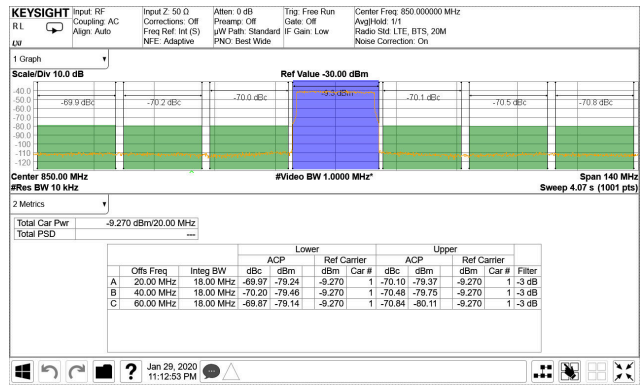 KEYSIGHT Input: RF Input Z: 50 Ω Atten: 0 dB Trig: Free Run Center Freq: 850.000000 MHz
RL Coupling: AC Corrections: Off Preamp: Off Gate: Off Avg|Hold: 1/1
Align: Auto Freq Ref: Int (S) µW Path: Standard IF Gain: Low Radio Std: LTE, BTS, 20M
LXI NFE: Adaptive PNO: Best Wide Noise Correction: On
1 Graph
Scale/Div 10.0 dB Ref Value -30.00 dBm
-40.0
-50.0
-60.0
-70.0
-80.0
-90.0
-100
-110
-120
-69.9 dBc -70.2 dBc -70.0 dBc -9.3 dBm -70.1 dBc -70.5 dBc -70.8 dBc
Center 850.00 MHz #Video BW 1.0000 MHz* Span 140 MHz
#Res BW 10 kHz Sweep 4.07 s (1001 pts)
2 Metrics
Total Car Pwr -9.270 dBm/20.00 MHz
Total PSD ---
Lower Upper
ACP Ref Carrier ACP Ref Carrier
Offs Freq Integ BW dBc dBm dBm Car # dBc dBm dBm Car # Filter
A 20.00 MHz 18.00 MHz -69.97 -79.24 -9.270 1 -70.10 -79.37 -9.270 1 -3 dB
B 40.00 MHz 18.00 MHz -70.20 -79.46 -9.270 1 -70.48 -79.75 -9.270 1 -3 dB
C 60.00 MHz 18.00 MHz -69.87 -79.14 -9.270 1 -70.84 -80.11 -9.270 1 -3 dB
? Jan 29, 2020
11:12:53 PM